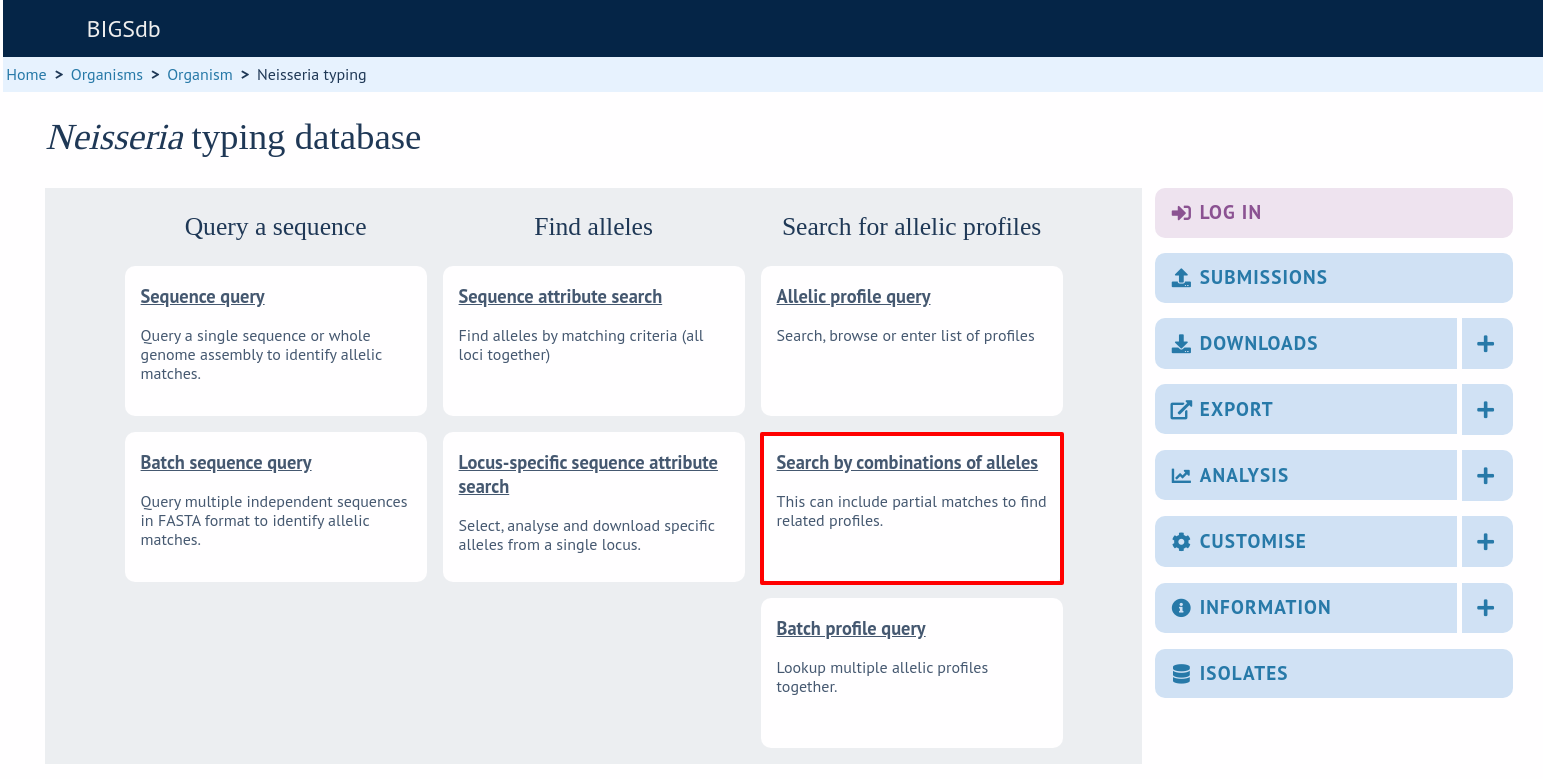 BIGSdb
Home > Organisms > Organism > Neisseria typing
Neisseria typing database
Query a sequence
Sequence query
Query a single sequence or whole
genome assembly to identify allelic
matches.
Batch sequence query
Query multiple independent sequences
in FASTA format to identify allelic
matches.
Find alleles
Sequence attribute search
Find alleles by matching criteria (all
loci together)
Locus-specific sequence attribute
search
Select, analyse and download specific
alleles from a single locus.
Search for allelic profiles
Allelic profile query
Search, browse or enter list of profiles
Search by combinations of alleles
This can include partial matches to find
related profiles.
Batch profile query
Lookup multiple allelic profiles
together.
LOG IN
SUBMISSIONS
DOWNLOADS +
EXPORT +
ANALYSIS +
CUSTOMISE +
INFORMATION +
ISOLATES